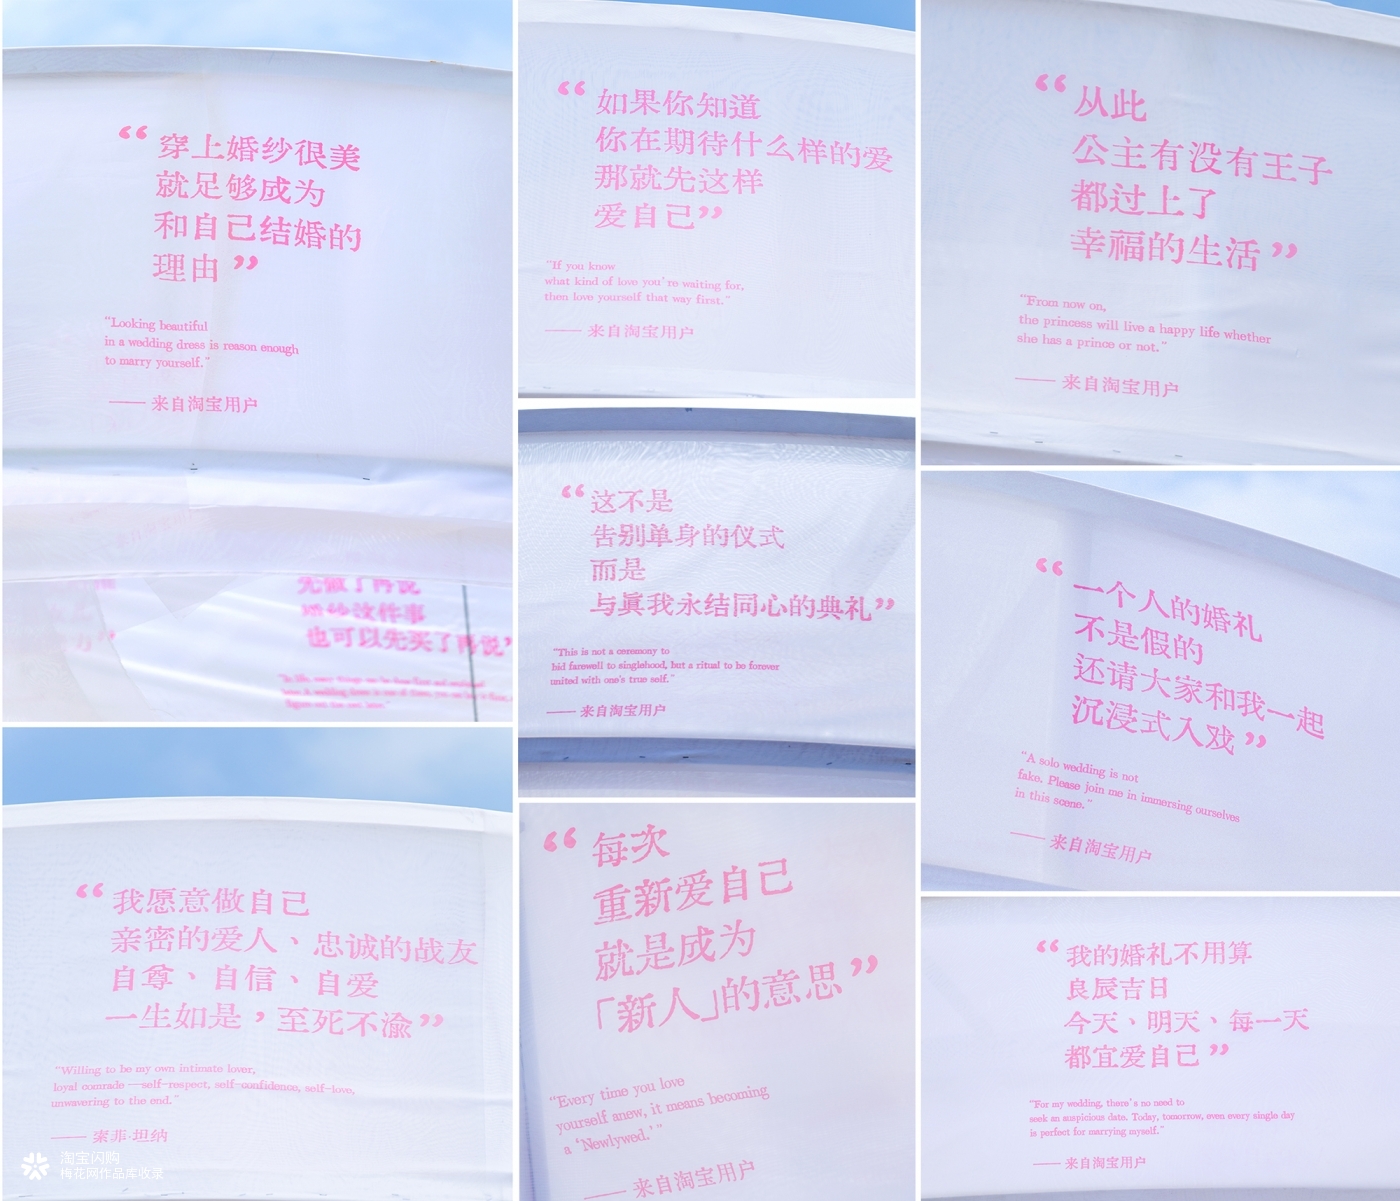 “穿上婚纱很美
就足够成为
和自己结婚的
理由”
"Looking beautiful
in a wedding dress is reason enough
to marry yourself."
—— 来自淘宝用户
先做了再说
婚纱这件事
也可以先买了再说”
“如果你知道
你在期待什么样的爱
那就先这样
爱自己”
"If you know
what kind of love you're waiting for,
then love yourself that way first."
—— 来自淘宝用户
“从此
公主有没有王子
都过上了
幸福的生活”
"From now on,
the princess will live a happy life whether
she has a prince or not."
—— 来自淘宝用户
“这不是
告别单身的仪式
而是
与真我永结同心的典礼”
"This is not a ceremony to
bid farewell to singlehood, but a ritual to be forever
united with one's true self."
—— 来自淘宝用户
“一个人的婚礼
不是假的
还请大家和我一起
沉浸式入戏”
"A solo wedding is not
fake. Please join me in immersing ourselves
in this scene."
—— 来自淘宝用户
“我愿意做自己
亲密的爱人、忠诚的战友
自尊、自信、自爱
一生如是，至死不渝”
"Willing to be my own intimate lover,
loyal comrade —self-respect, self-confidence, self-love,
unwavering to the end."
—— 索菲·坦纳
“每次
重新爱自己
就是成为
「新人」的意思”
"Every time you love
yourself anew, it means becoming
a 'Newlywed.'"
—— 来自淘宝用户
“我的婚礼不用算
良辰吉日
今天、明天、每一天
都宜爱自己”
"For my wedding, there's no need to
seek an auspicious date. Today, tomorrow, even every single day
is perfect for marrying myself."
—— 来自淘宝用户
淘宝闪购
梅花网作品库收录